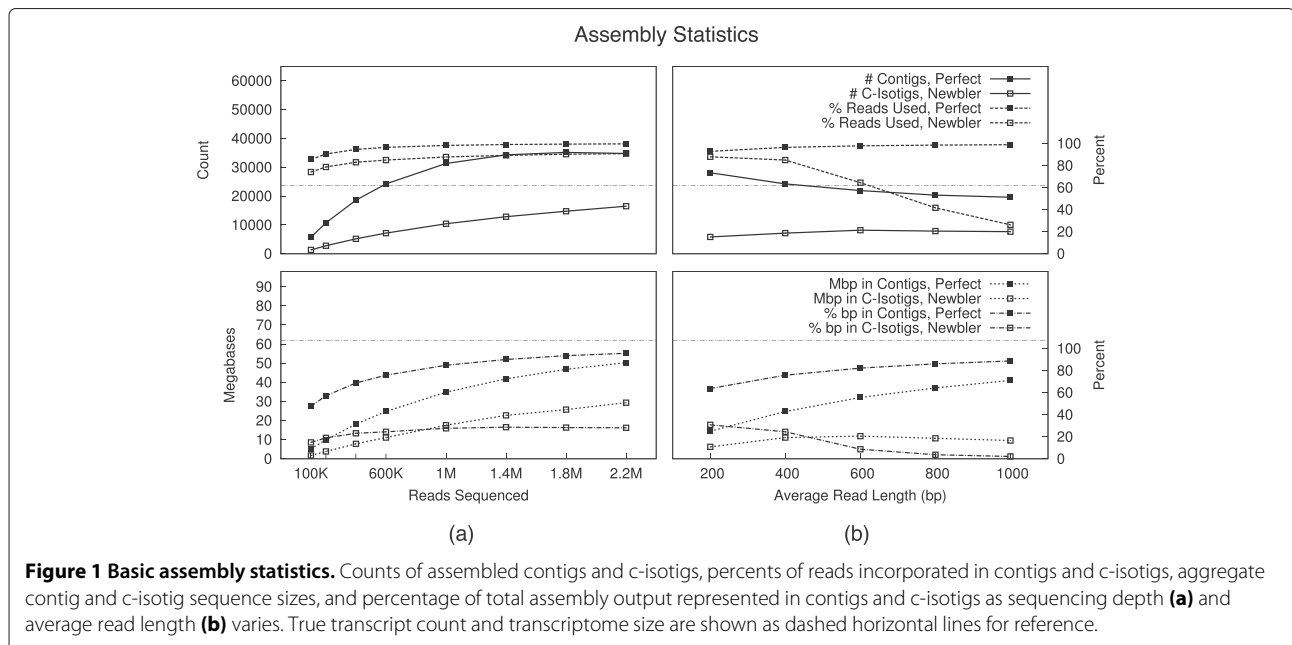 Assembly Statistics
60000
50000
40000
30000
20000
10000
0
Count
# Contigs, Perfect
# C-Isotigs, Newbler
% Reads Used, Perfect
% Reads Used, Newbler
100
80
60
40
20
0
Percent
90
80
70
60
50
40
30
20
10
0
Megabases
100K 600K 1M 1.4M 1.8M 2.2M
Reads Sequenced
(a)
Mbp in Contigs, Perfect
Mbp in C-Isotigs, Newbler
% bp in Contigs, Perfect
% bp in C-Isotigs, Newbler
100
80
60
40
20
0
Percent
200 400 600 800 1000
Average Read Length (bp)
(b)
Figure 1 Basic assembly statistics. Counts of assembled contigs and c-isotigs, percents of reads incorporated in contigs and c-isotigs, aggregate
contig and c-isotig sequence sizes, and percentage of total assembly output represented in contigs and c-isotigs as sequencing depth (a) and
average read length (b) varies. True transcript count and transcriptome size are shown as dashed horizontal lines for reference.